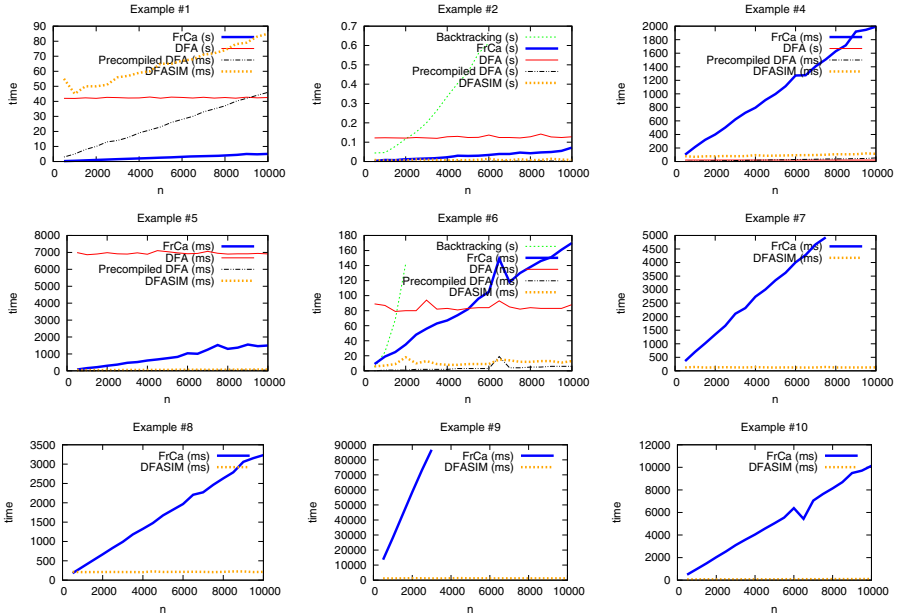 Example #1
time
90
80
70
60
50
40
30
20
10
0
FrCa (s)
DFA (s)
Precompiled DFA (ms)
DFASIM (ms)
0 2000 4000 6000 8000 10000
n
Example #2
time
0.7
0.6
0.5
0.4
0.3
0.2
0.1
0
Backtracking (s)
FrCa (s)
DFA (s)
Precompiled DFA (s)
DFASIM (s)
0 2000 4000 6000 8000 10000
n
Example #4
time
2000
1800
1600
1400
1200
1000
800
600
400
200
0
FrCa (ms)
DFA (s)
Precompiled DFA (ms)
DFASIM (ms)
0 2000 4000 6000 8000 10000
n
Example #5
time
8000
7000
6000
5000
4000
3000
2000
1000
0
FrCa (ms)
DFA (ms)
Precompiled DFA (ms)
DFASIM (ms)
0 2000 4000 6000 8000 10000
n
Example #6
time
180
160
140
120
100
80
60
40
20
0
Backtracking (s)
FrCa (ms)
DFA (ms)
Precompiled DFA (ms)
DFASIM (ms)
0 2000 4000 6000 8000 10000
n
Example #7
time
5000
4500
4000
3500
3000
2500
2000
1500
1000
500
0
FrCa (ms)
DFASIM (ms)
0 2000 4000 6000 8000 10000
n
Example #8
time
3500
3000
2500
2000
1500
1000
500
0
FrCa (ms)
DFASIM (ms)
0 2000 4000 6000 8000 10000
n
Example #9
time
90000
80000
70000
60000
50000
40000
30000
20000
10000
0
FrCa (ms)
DFASIM (ms)
0 2000 4000 6000 8000 10000
n
Example #10
time
12000
10000
8000
6000
4000
2000
0
FrCa (ms)
DFASIM (ms)
0 2000 4000 6000 8000 10000
n